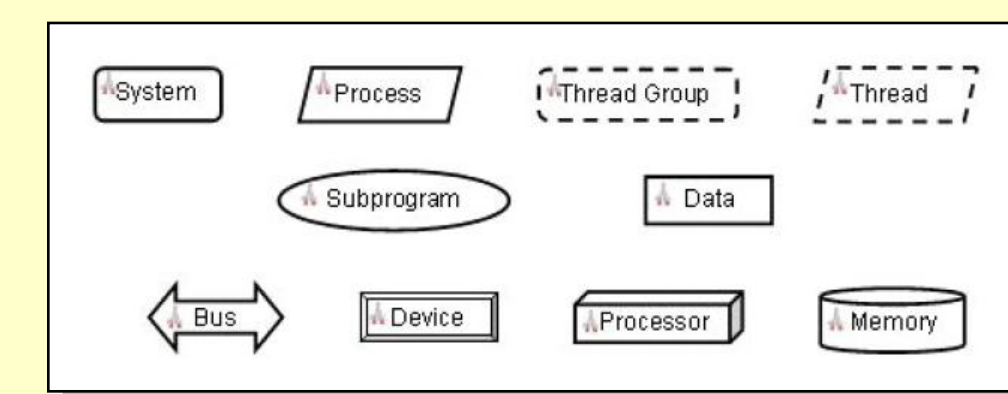 System Process Thread Group Thread
Subprogram Data
Bus Device Processor Memory